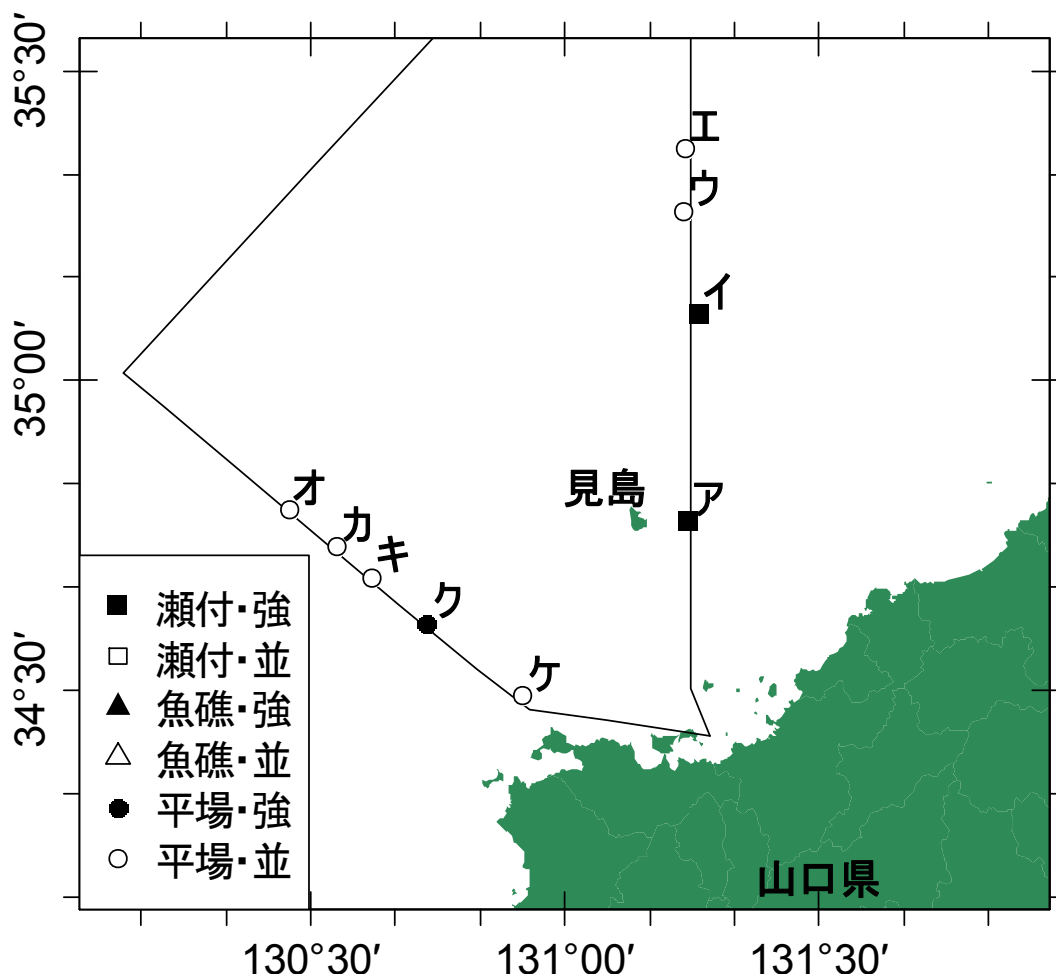 35°30′
35°00′
34°30′
エ
ウ
イ
見島
ア
オ
カ
キ
ク
ケ
瀬付・強
瀬付・並
魚礁・強
魚礁・並
平場・強
平場・並
山口県
130°30′
131°00′
131°30′